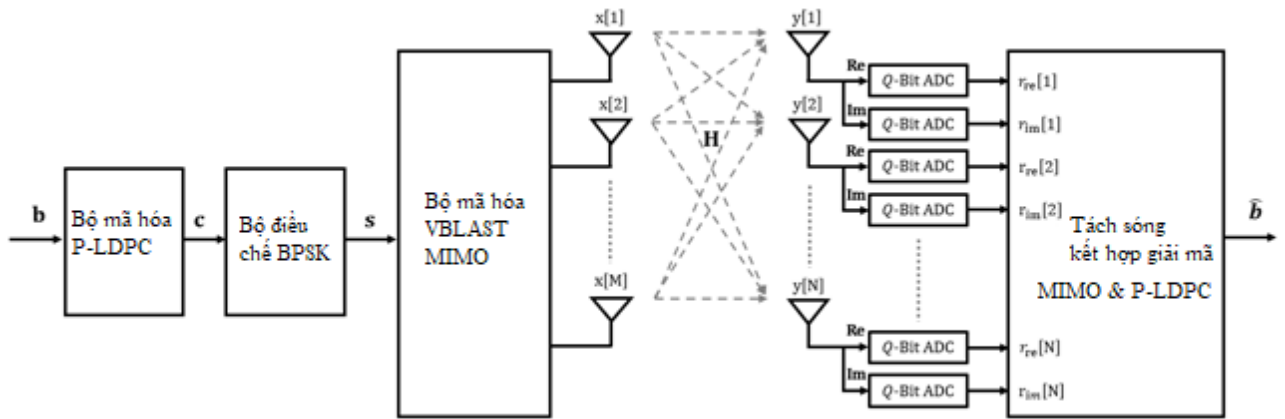 b
Bộ mã hóa
P-LDPC
c
Bộ điều
chế BPSK
s
Bộ mã hóa
VBLAST
MIMO
x[1]
x[2]
x[M]
H
y[1]
y[2]
y[N]
Re
Q-Bit ADC
r_re[1]
Im
Q-Bit ADC
r_im[1]
Re
Q-Bit ADC
r_re[2]
Im
Q-Bit ADC
r_im[2]
Re
Q-Bit ADC
r_re[N]
Im
Q-Bit ADC
r_im[N]
Tách sóng
kết hợp giải mã
MIMO & P-LDPC
b̂